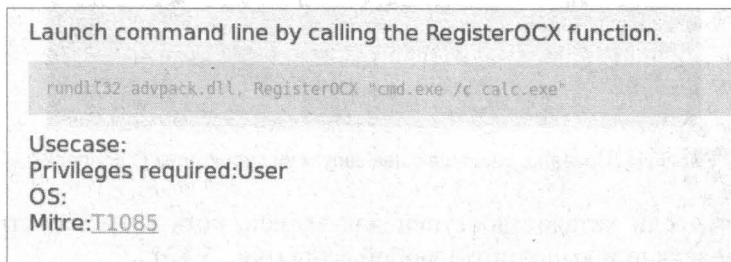 Launch command line by calling the RegisterOCX function.
rundll32 advpack.dll, RegisterOCX "cmd.exe /c calc.exe"
Usecase:
Privileges required:User
OS:
Mitre:T1085